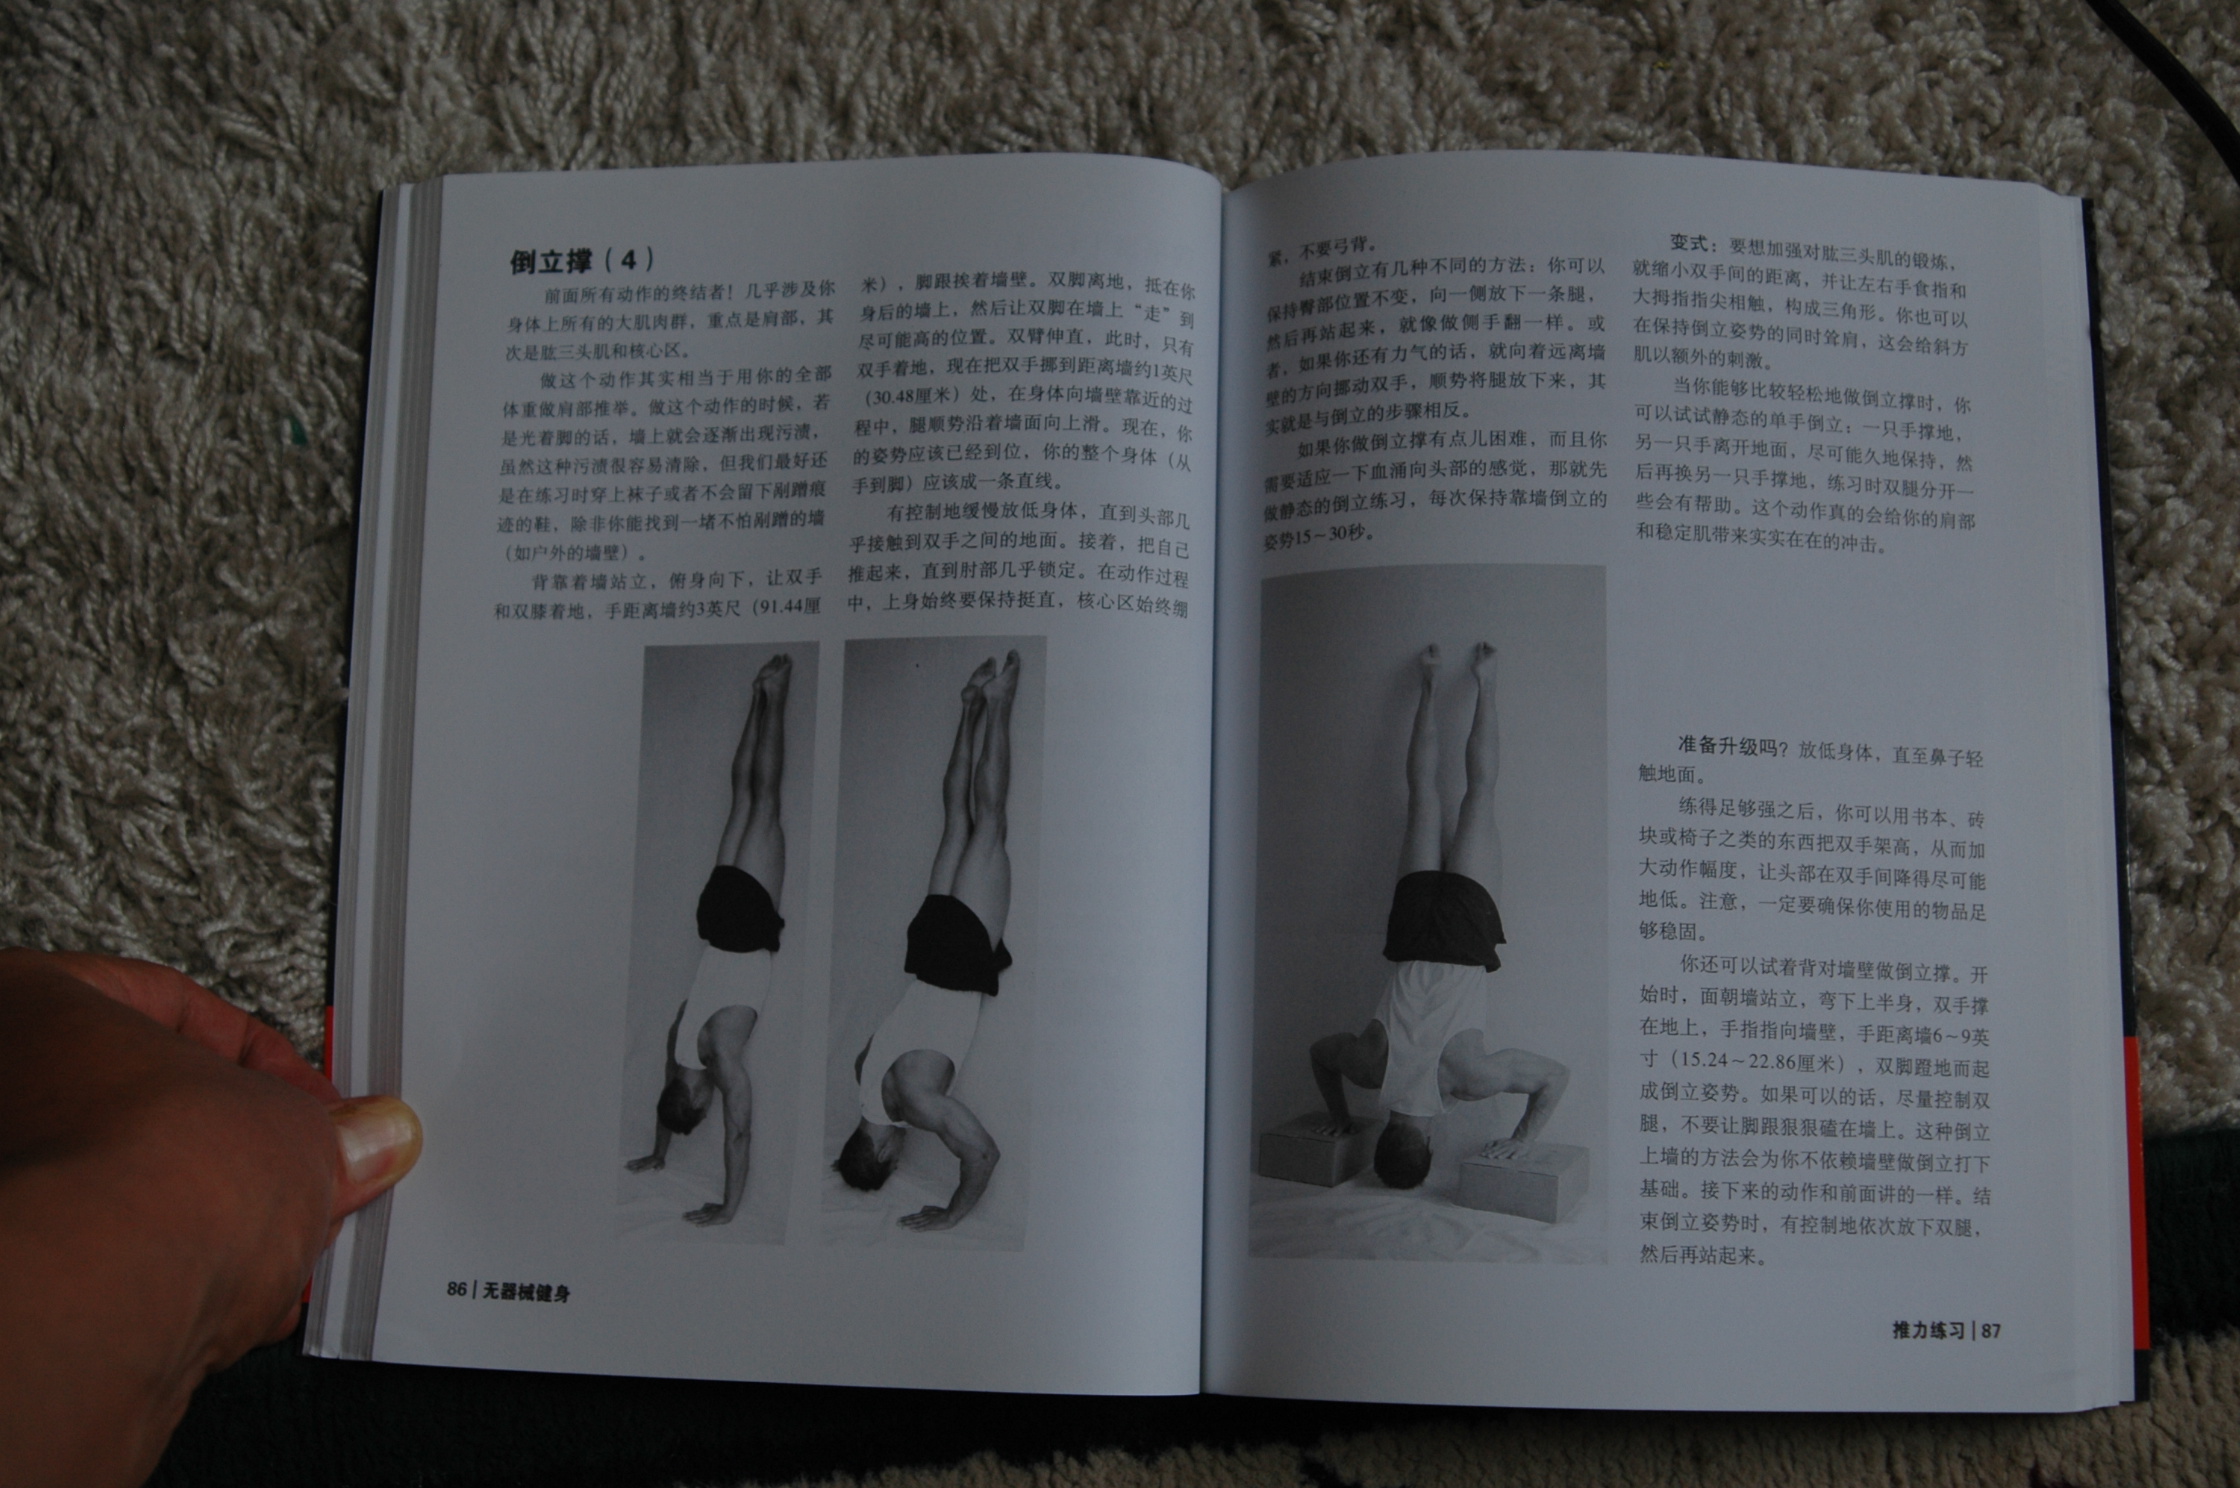 倒立撑（4）
前面所有动作的终结者！几乎涉及你
身体上所有的大肌肉群，重点是肩部，其
次是肱三头肌和核心区。
做这个动作其实相当于用你的全部
体重做肩部推举。做这个动作的时候，若
是光着脚的话，墙上就会逐渐出现污渍，
虽然这种污渍很容易清除，但我们最好还
是在练习时穿上袜子或者不会留下剐蹭痕
迹的鞋，除非你能找到一堵不怕剐蹭的墙
（如户外的墙壁）。
背靠着墙站立，俯身向下，让双手
和双膝着地，手距离墙约3英尺（91.44厘
米），脚跟挨着墙壁。双脚离地，抵在你
身后的墙上，然后让双脚在墙上“走”到
尽可能高的位置。双臂伸直，此时，只有
双手着地，现在把双手挪到距离墙约1英尺
（30.48厘米）处，在身体向墙壁靠近的过
程中，腿顺势沿着墙面向上滑。现在，你
的姿势应该已经到位，你的整个身体（从
手到脚）应该成一条直线。
有控制地缓慢放低身体，直到头部几
乎接触到双手之间的地面。接着，把自己
推起来，直到肘部几乎锁定。在动作过程
中，上身始终要保持挺直，核心区始终绷
86 | 无器械健身
紧，不要弓背。
结束倒立有几种不同的方法：你可以
保持臀部位置不变，向一侧放下一条腿，
然后再站起来，就像做侧手翻一样。或
者，如果你还有力气的话，就向着远离墙
壁的方向挪动双手，顺势将腿放下来，其
实就是与倒立的步骤相反。
如果你做倒立撑有点儿困难，而且你
需要适应一下血涌向头部的感觉，那就先
做静态的倒立练习，每次保持靠墙倒立的
姿势15～30秒。
变式：要想加强对肱三头肌的锻炼，
就缩小双手间的距离，并让左右手食指和
大拇指指尖相触，构成三角形。你也可以
在保持倒立姿势的同时耸肩，这会给斜方
肌以额外的刺激。
当你能够比较轻松地做倒立撑时，你
可以试试静态的单手倒立：一只手撑地，
另一只手离开地面，尽可能久地保持，然
后再换另一只手撑地，练习时双腿分开一
些会有帮助。这个动作真的会给你的肩部
和稳定肌带来实实在在的冲击。
准备升级吗？放低身体，直至鼻子轻
触地面。
练得足够强之后，你可以用书本、砖
块或椅子之类的东西把双手架高，从而加
大动作幅度，让头部在双手间降得尽可能
地低。注意，一定要确保你使用的物品足
够稳固。
你还可以试着背对墙壁做倒立撑。开
始时，面朝墙站立，弯下上半身，双手撑
在地上，手指指向墙壁，手距离墙6～9英
寸（15.24～22.86厘米），双脚蹬地而起
成倒立姿势。如果可以的话，尽量控制双
腿，不要让脚跟狠狠磕在墙上。这种倒立
上墙的方法会为你不依赖墙壁做倒立打下
基础。接下来的动作和前面讲的一样。结
束倒立姿势时，有控制地依次放下双腿，
然后再站起来。
推力练习 | 87